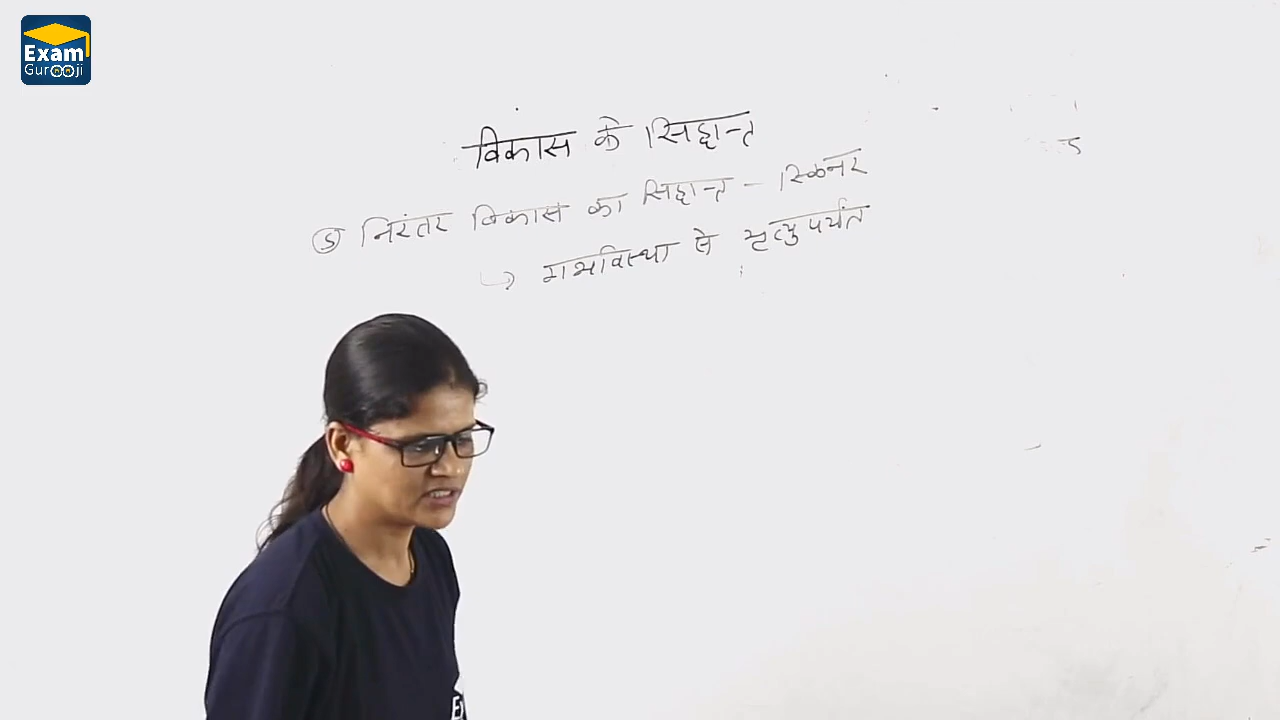 Exam
Gurooji
विकास के सिद्धान्त
5 निरंतर विकास का सिद्धान्त - स्किनर
↳ गर्भावस्था से मृत्युपर्यंत